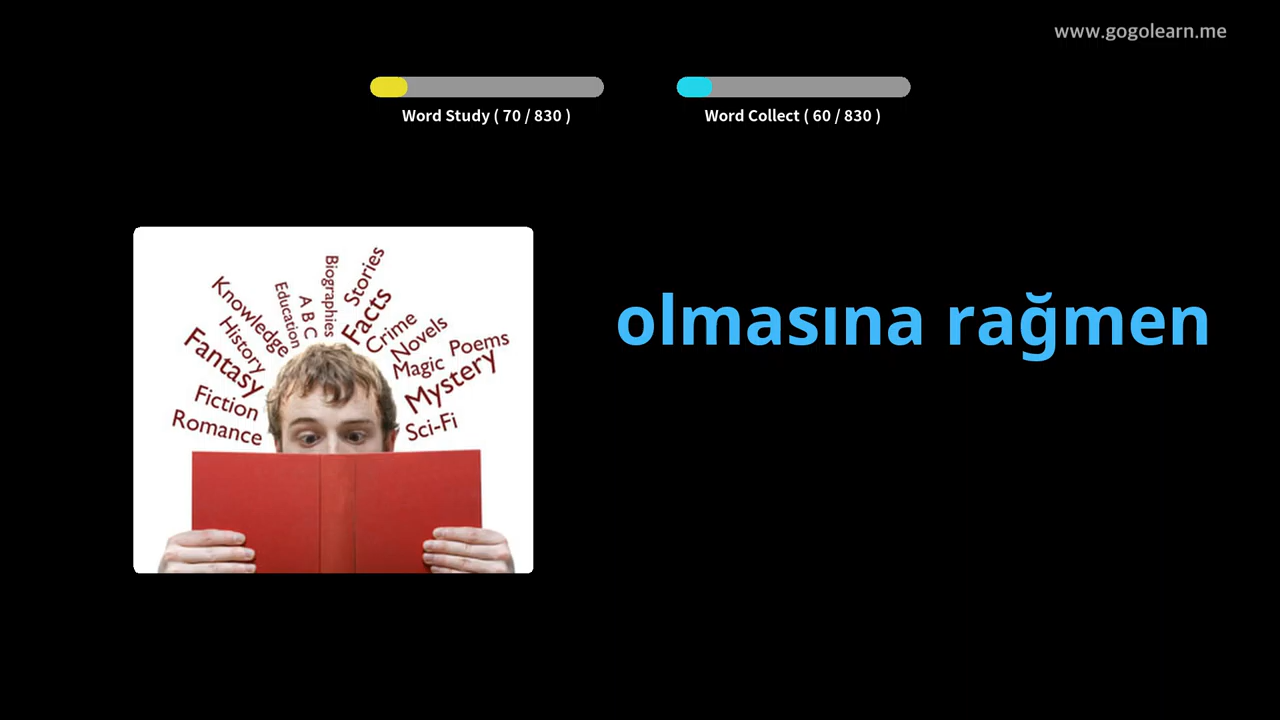 www.gogolearn.me
Word Study ( 70 / 830 )
Word Collect ( 60 / 830 )
olmasına rağmen
Knowledge
Education
A B C
Biographies
Stories
Facts
History
Crime
Novels
Fantasy
Magic
Poems
Mystery
Fiction
Romance
Sci-Fi